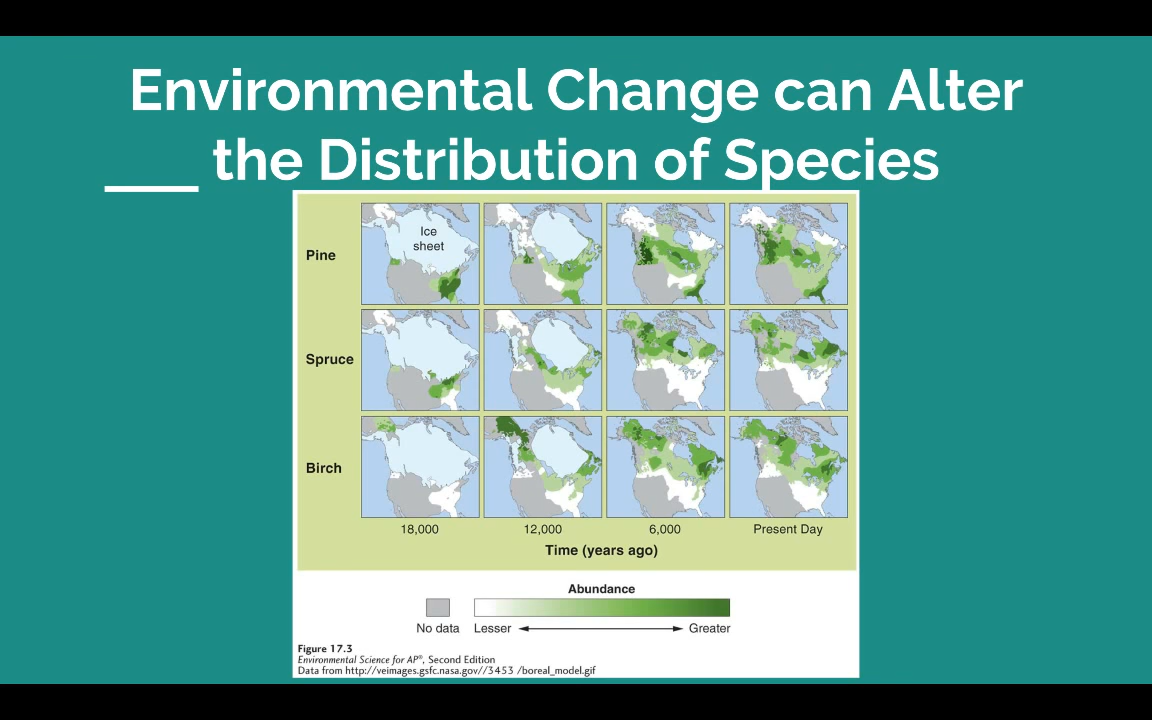 Environmental Change can Alter
the Distribution of Species
Ice
sheet
Pine
Spruce
Birch
18,000 12,000 6,000 Present Day
Time (years ago)
Abundance
No data Lesser Greater
Figure 17.3
Environmental Science for AP®, Second Edition
Data from http://veimages.gsfc.nasa.gov//3453 /boreal_model.gif